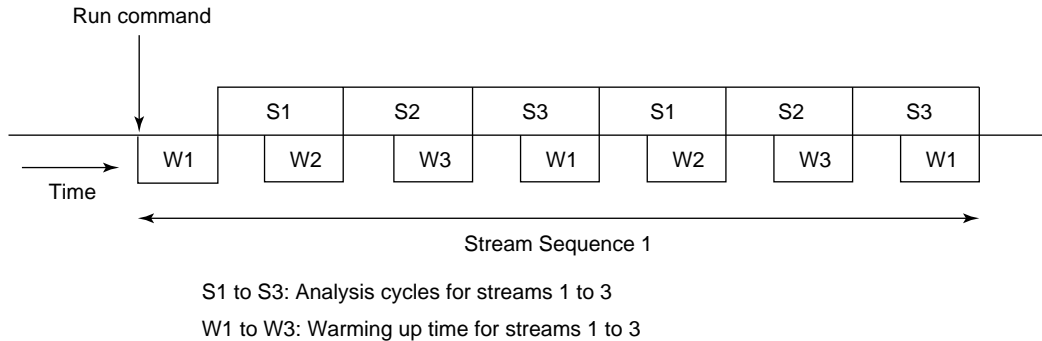 Run command
S1 S2 S3 S1 S2 S3
W1 W2 W3 W1 W2 W3 W1
Time
Stream Sequence 1
S1 to S3: Analysis cycles for streams 1 to 3
W1 to W3: Warming up time for streams 1 to 3